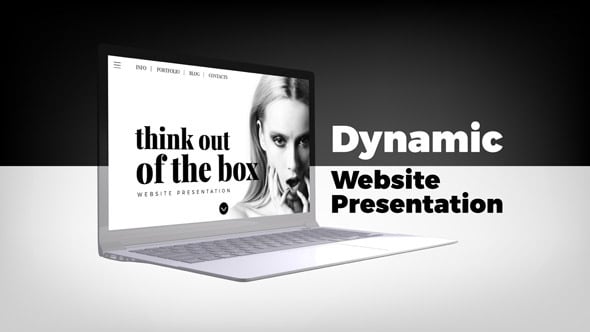 INFO | PORTFOLIO | BLOG | CONTACTS
think out
of the box
WEBSITE PRESENTATION
Dynamic
Website
Presentation